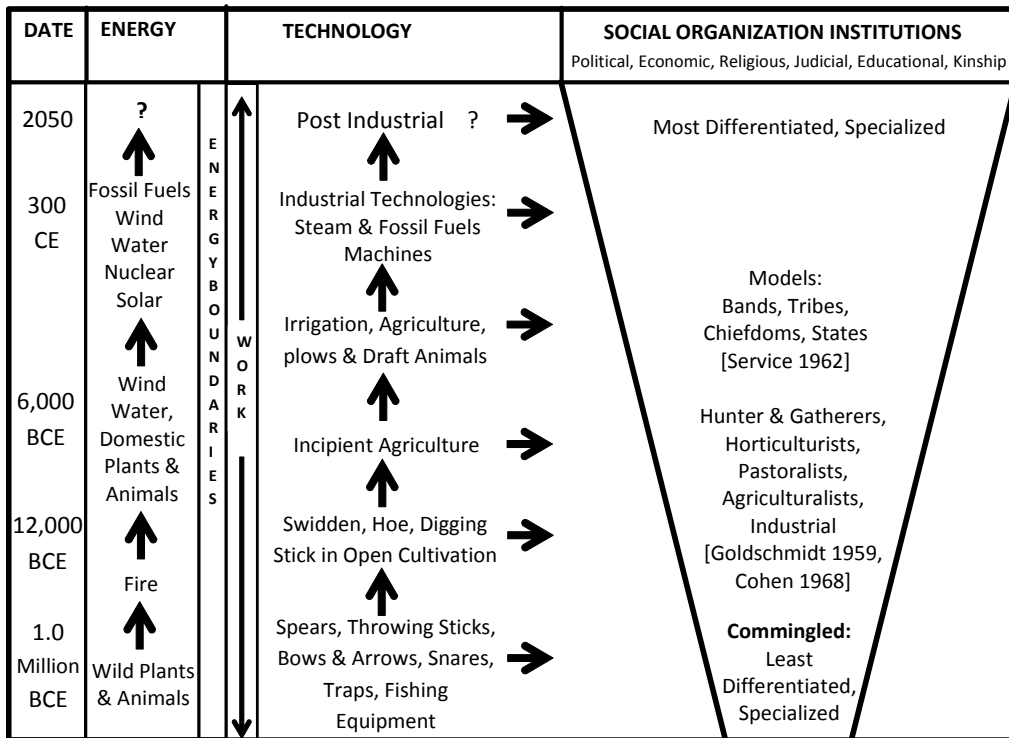 DATE
ENERGY
TECHNOLOGY
SOCIAL ORGANIZATION INSTITUTIONS
Political, Economic, Religious, Judicial, Educational, Kinship
2050
300
CE
6,000
BCE
12,000
BCE
1.0
Million
BCE
?
Fossil Fuels
Wind
Water
Nuclear
Solar
Wind
Water,
Domestic
Plants &
Animals
Fire
Wild Plants
& Animals
ENERGYBOUNDARIES
WORK
Post Industrial ?
Industrial Technologies:
Steam & Fossil Fuels
Machines
Irrigation, Agriculture,
plows & Draft Animals
Incipient Agriculture
Swidden, Hoe, Digging
Stick in Open Cultivation
Spears, Throwing Sticks,
Bows & Arrows, Snares,
Traps, Fishing
Equipment
Most Differentiated, Specialized
Models:
Bands, Tribes,
Chiefdoms, States
[Service 1962]
Hunter & Gatherers,
Horticulturists,
Pastoralists,
Agriculturalists,
Industrial
[Goldschmidt 1959,
Cohen 1968]
Commingled:
Least
Differentiated,
Specialized